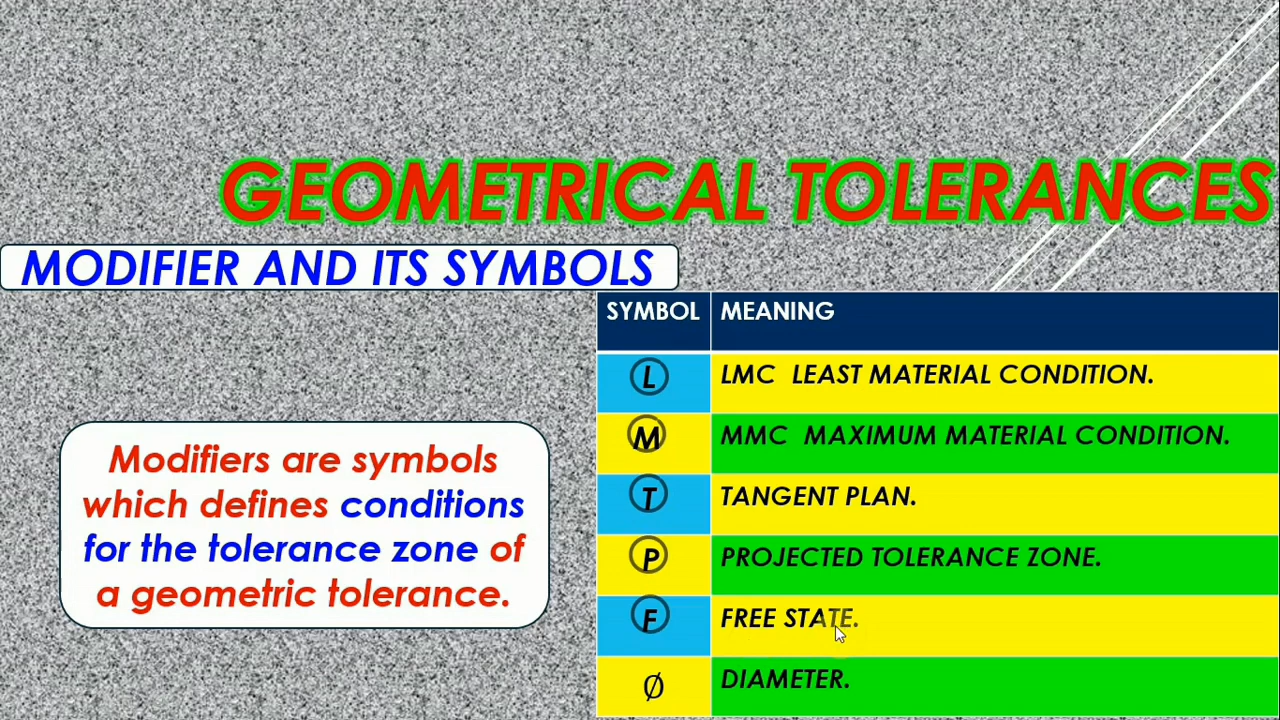 GEOMETRICAL TOLERANCES
MODIFIER AND ITS SYMBOLS
Modifiers are symbols
which defines conditions
for the tolerance zone of
a geometric tolerance.
SYMBOL MEANING
Ⓛ LMC LEAST MATERIAL CONDITION.
Ⓜ MMC MAXIMUM MATERIAL CONDITION.
Ⓣ TANGENT PLAN.
Ⓟ PROJECTED TOLERANCE ZONE.
Ⓕ FREE STATE.
Ø DIAMETER.